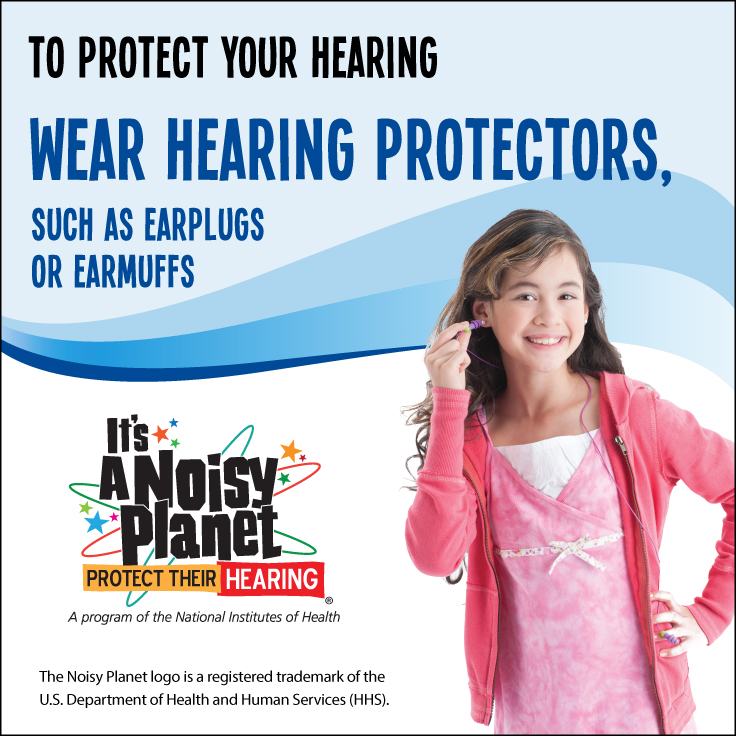 TO PROTECT YOUR HEARING
WEAR HEARING PROTECTORS,
SUCH AS EARPLUGS
OR EARMUFFS
It's
A Noisy
Planet
PROTECT THEIR HEARING
®
A program of the National Institutes of Health
The Noisy Planet logo is a registered trademark of the
U.S. Department of Health and Human Services (HHS).